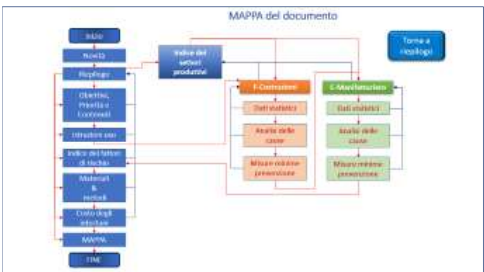 MAPPA del documento
Inizio
Novità
Riepilogo
Obiettivi,
Priorità e
Contenuti
Istruzioni uso
Indice dei fattori
di rischio
Materiali
&
metodi
Costo degli
infortuni
MAPPA
FINE
Indice dei
settori
produttivi
Torna a
riepilogo
F-Costruzioni
Dati statistici
Analisi delle
cause
Misure minime
prevenzione
C-Manifatturiero
Dati statistici
Analisi delle
cause
Misure minime
prevenzione